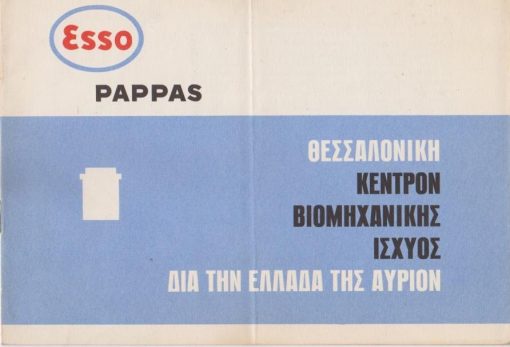 Esso
PAPPAS
ΘΕΣΣΑΛΟΝΙΚΗ
ΚΕΝΤΡΟΝ
ΒΙΟΜΗΧΑΝΙΚΗΣ
ΙΣΧΥΟΣ
ΔΙΑ ΤΗΝ ΕΛΛΑΔΑ ΤΗΣ ΑΥΡΙΟΝ